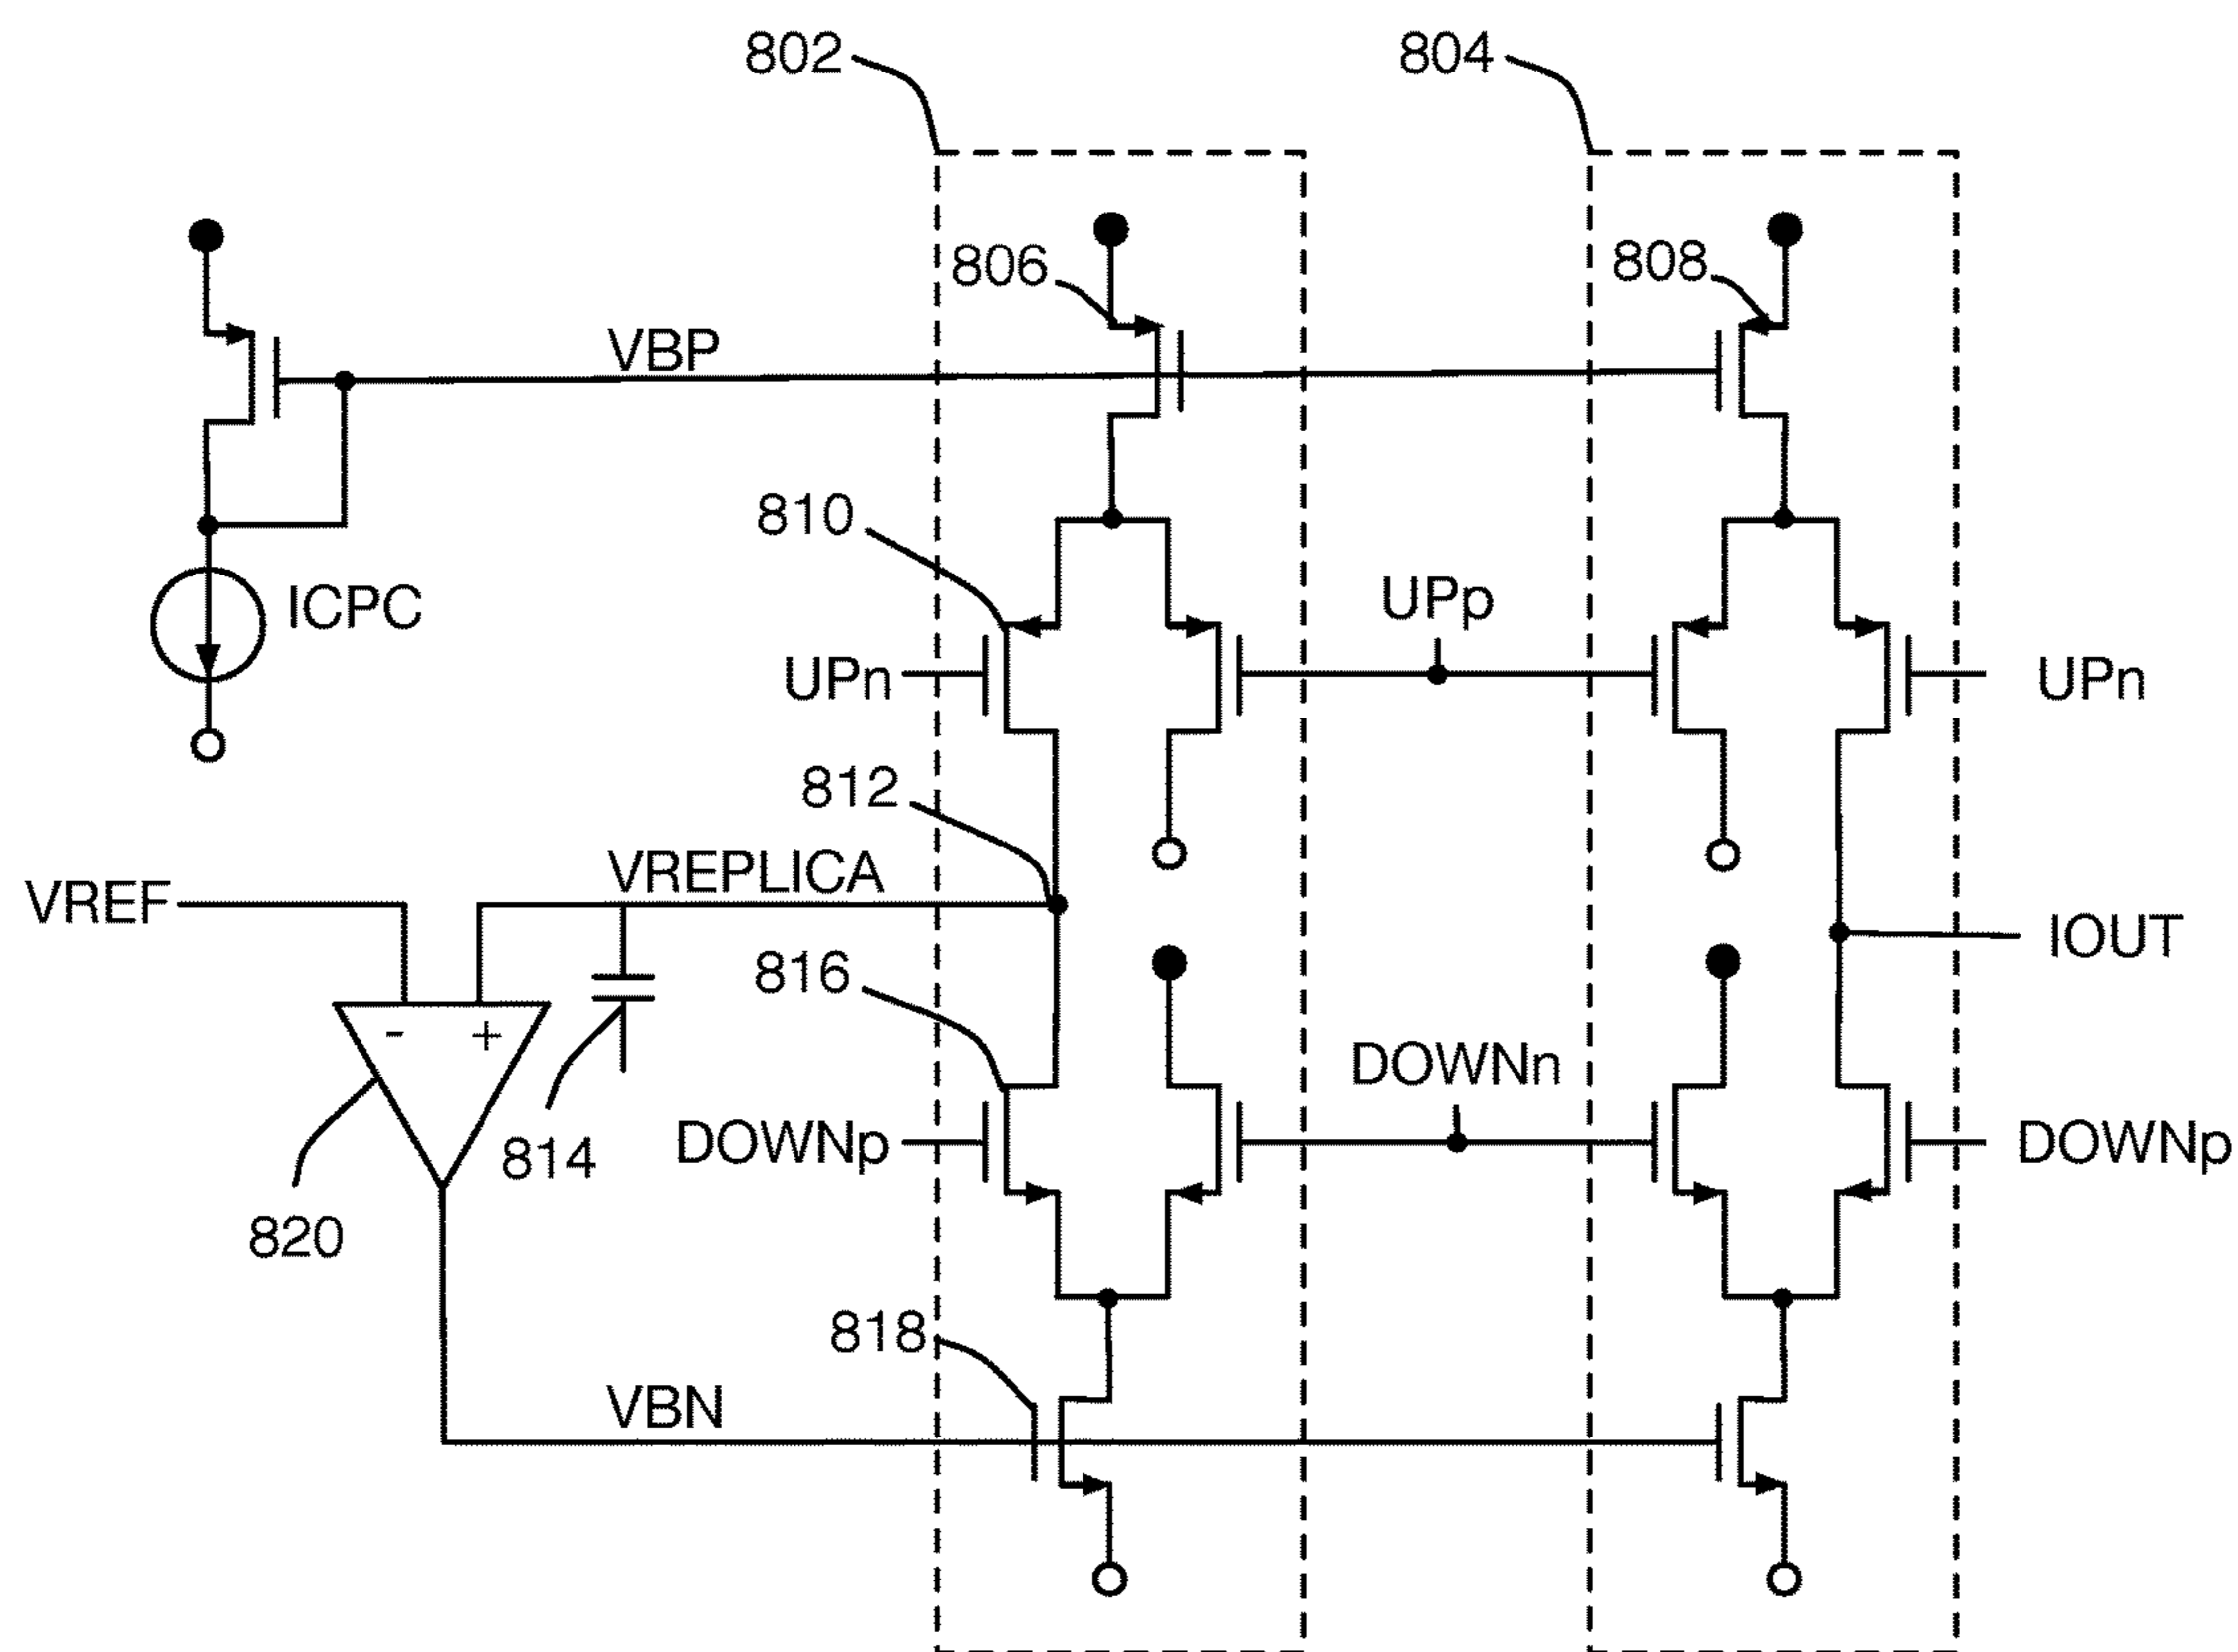 802
804
806
808
VBP
810
ICPC
UPp
UPn
UPn
812
VREPLICA
VREF
IOUT
816
- +
DOWNn
814
DOWNp
DOWNp
820
818
VBN